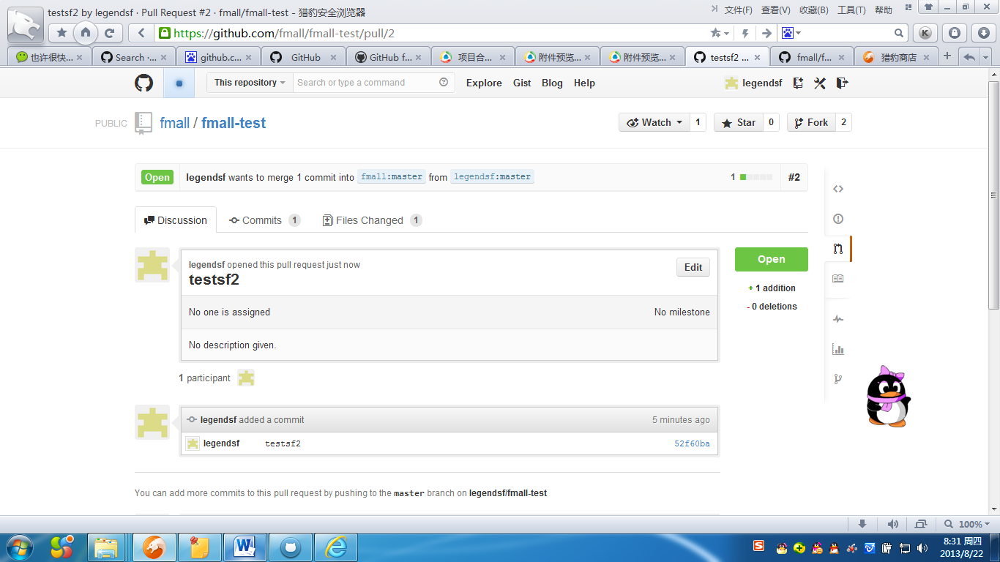 testsf2 by legendsf · Pull Request #2 · fmall/fmall-test - 猎豹安全浏览器
文件(F) 查看(V) 收藏(B) 工具(T) 帮助
https://github.com/fmall/fmall-test/pull/2
也许很快... Search ·... github.c... GitHub GitHub f... 项目合... 附件预览... 附件预览... testsf2 ... fmall/f... 猎豹商店
This repository Search or type a command Explore Gist Blog Help legendsf
PUBLIC fmall / fmall-test Watch 1 Star 0 Fork 2
Open legendsf wants to merge 1 commit into fmall:master from legendsf:master 1 #2
Discussion Commits 1 Files Changed 1
legendsf opened this pull request just now
testsf2
Edit
Open
+ 1 addition
- 0 deletions
No one is assigned No milestone
No description given.
1 participant
legendsf added a commit 5 minutes ago
legendsf testsf2 52f60ba
You can add more commits to this pull request by pushing to the master branch on legendsf/fmall-test
100%
8:31 周四
2013/8/22